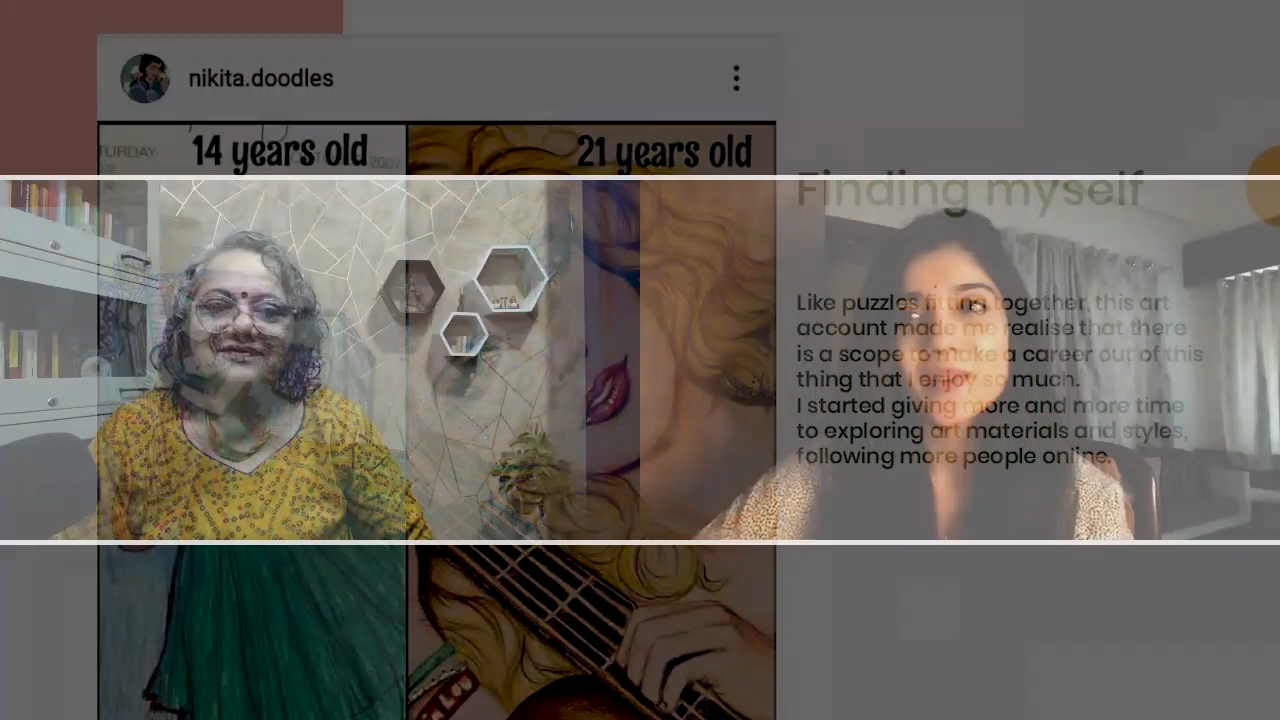 nikita.doodles
14 years old
21 years old
TURDAY
Finding myself
Like puzzles fitting together, this art
account made me realise that there
is a scope to make a career out of this
thing that I enjoy so much.
I started giving more and more time
to exploring art materials and styles,
following more people online.